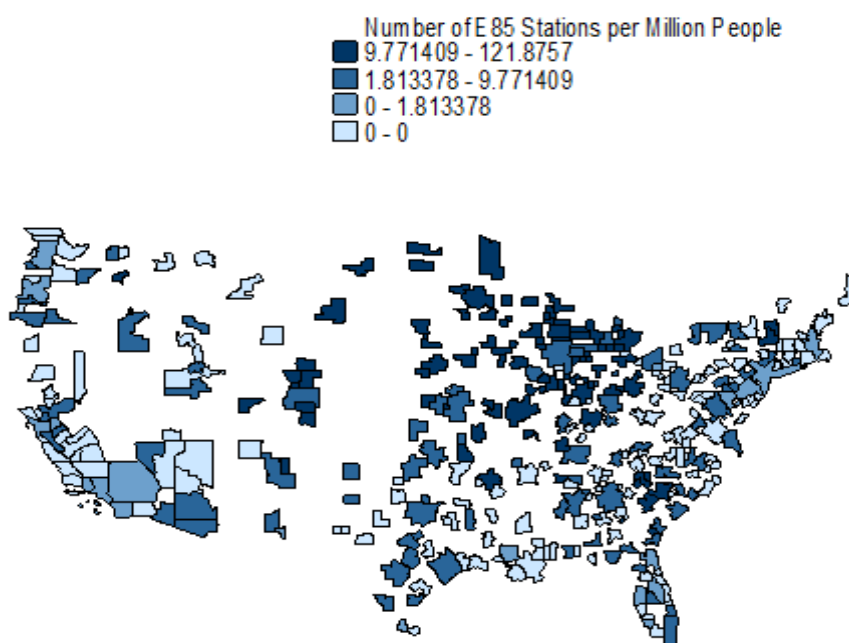 Number of E85 Stations per Million People
9.771409 - 121.8757
1.813378 - 9.771409
0 - 1.813378
0 - 0